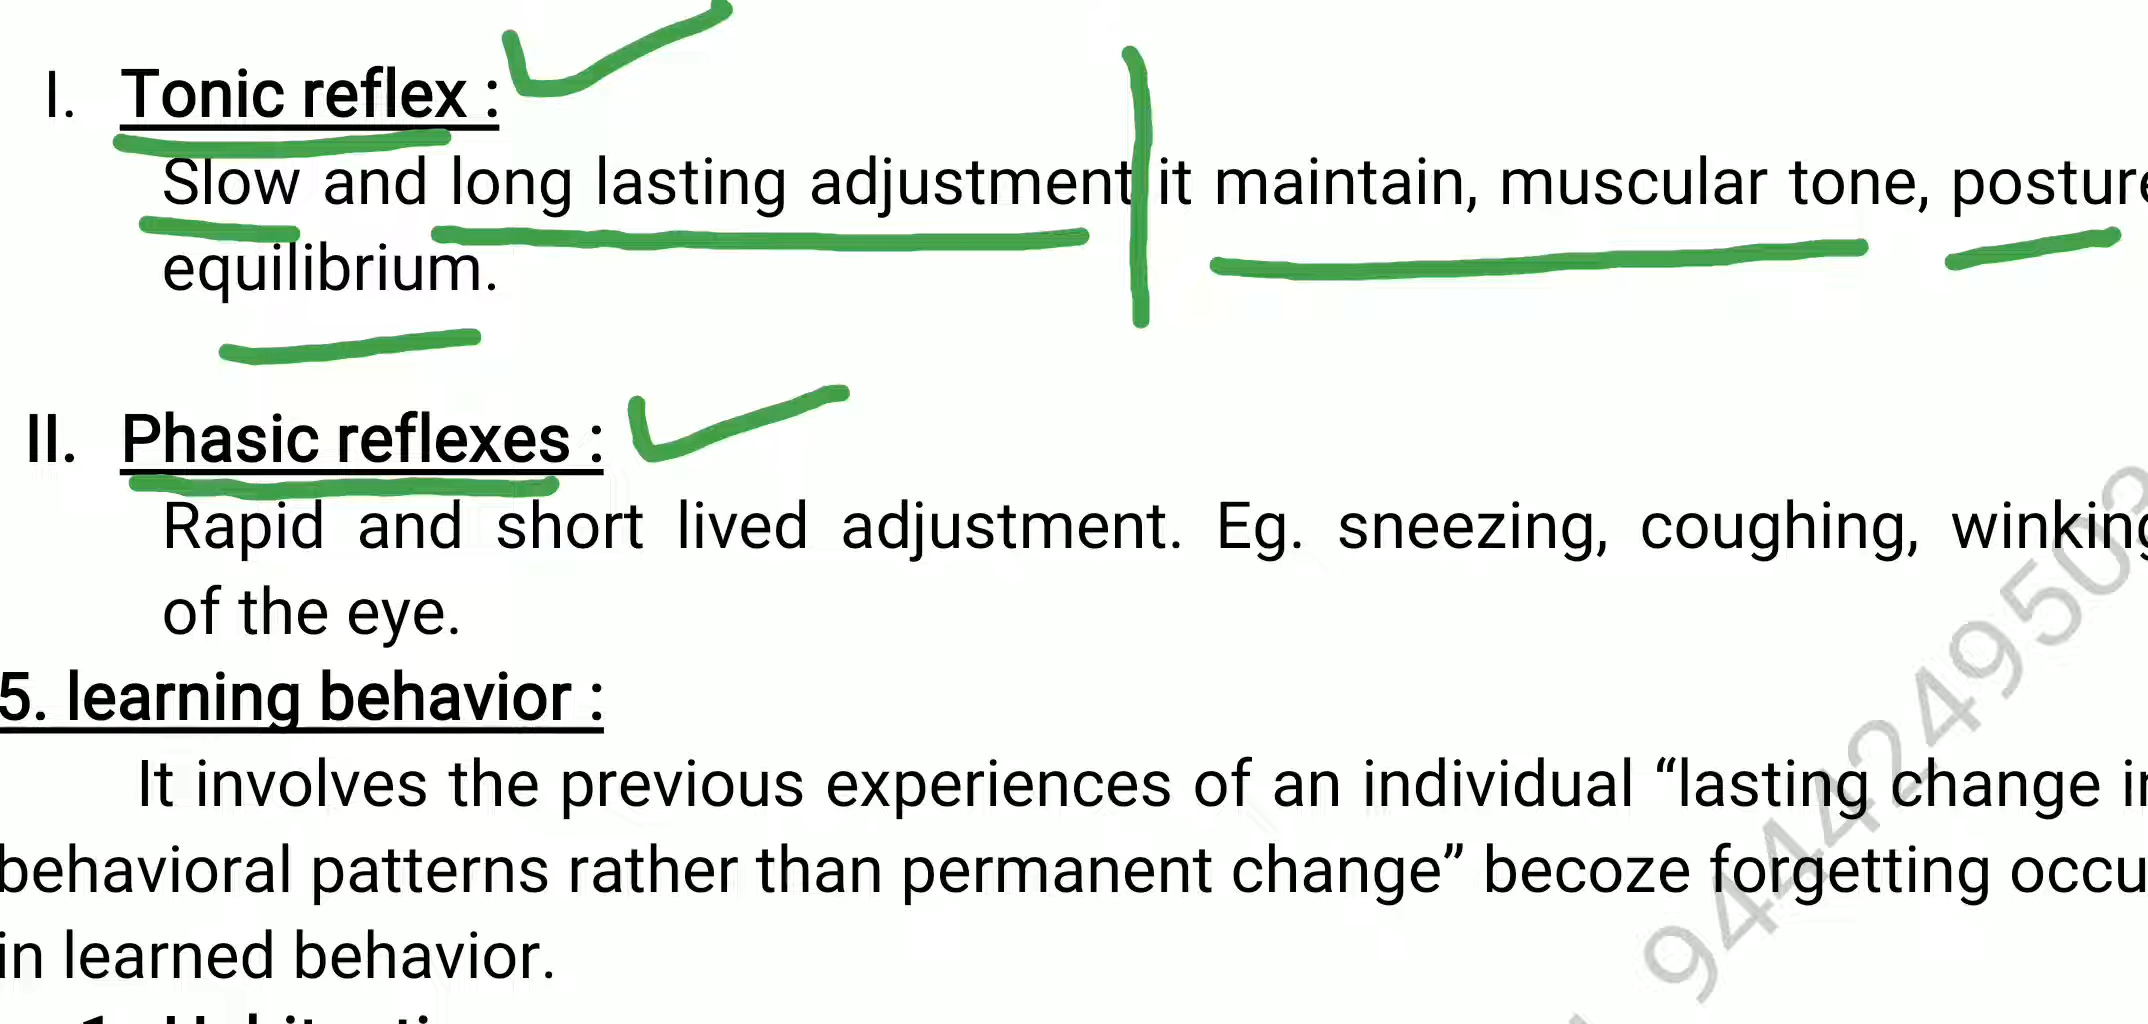 I. Tonic reflex :
Slow and long lasting adjustment it maintain, muscular tone, posture
equilibrium.
II. Phasic reflexes :
Rapid and short lived adjustment. Eg. sneezing, coughing, winking
of the eye.
5. learning behavior :
It involves the previous experiences of an individual “lasting change in
behavioral patterns rather than permanent change” becoze forgetting occu
in learned behavior.
9444249503